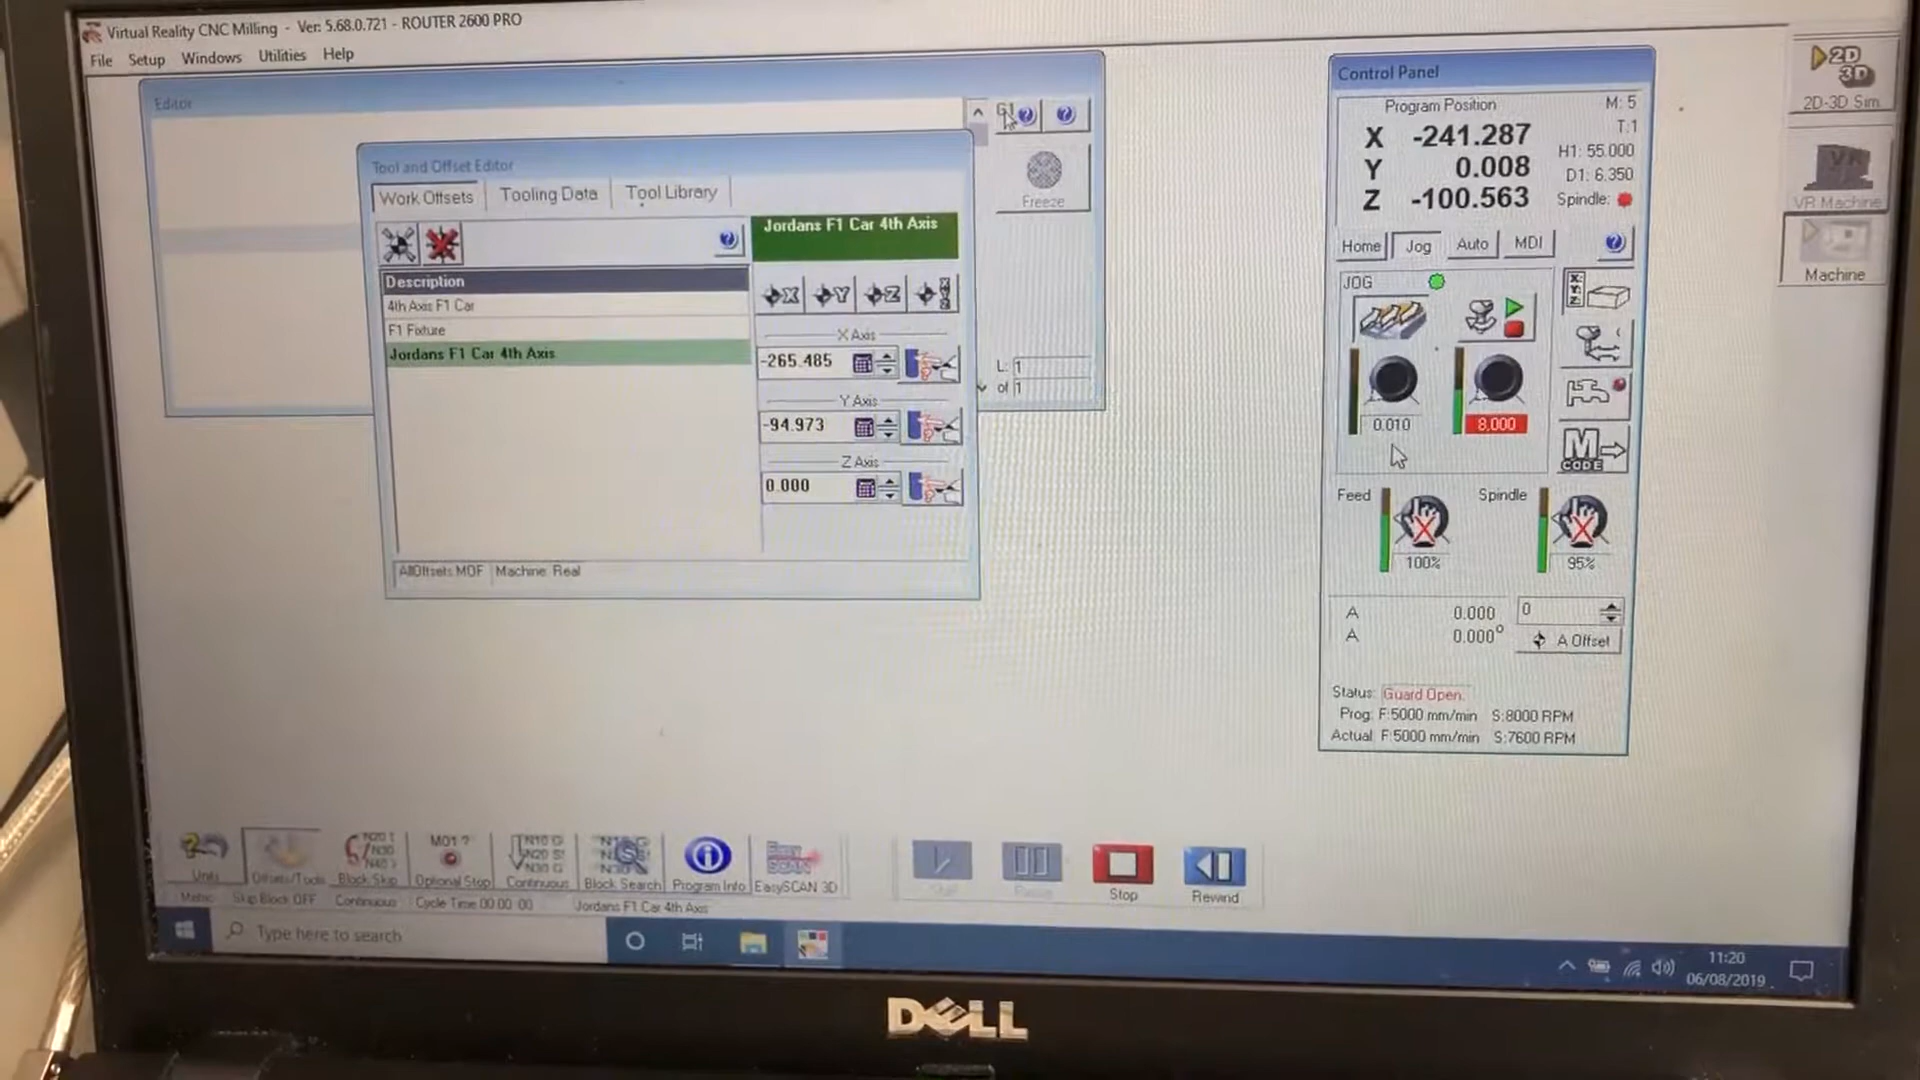 Virtual Reality CNC Milling - Ver: 5.68.0.721 - ROUTER 2600 PRO
File Setup Windows Utilities Help
Editor
Tool and Offset Editor
Work Offsets Tooling Data Tool Library
Jordans F1 Car 4th Axis
Description
4th Axis F1 Car
F1 Fixture
Jordans F1 Car 4th Axis
X
Y
Z
X Axis
-265.485
Y Axis
-94.973
Z Axis
0.000
AllOffsets.MOF Machine: Real
G1
Freeze
L: 1
of 1
Control Panel
Program Position M: 5
X -241.287 T:1
H1: 55.000
Y 0.008 D1: 6.350
Z -100.563 Spindle:
Home Jog Auto MDI
JOG
0.010 8.000
M
CODE
Feed Spindle
100% 95%
A 0.000 0
A 0.000° A Offset
Status: Guard Open.
Prog: F:5000 mm/min S:8000 RPM
Actual: F:5000 mm/min S:7600 RPM
2D
3D
2D-3D Sim.
VR Machine
Machine
Units Offsets/Tools Block Skip Optional Stop Continuous Block Search Program Info EasySCAN 3D
Stop Rewind
Metric Skip Block OFF Continuous Cycle Time 00:00:00 Jordans F1 Car 4th Axis
Type here to search
11:20
06/08/2019
DELL